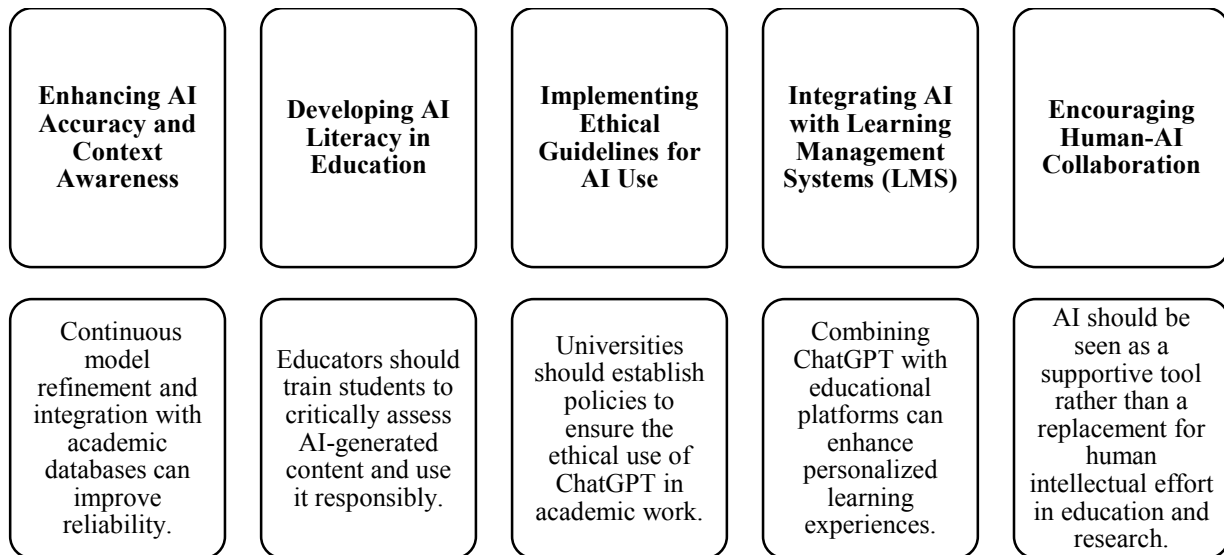 Enhancing AI
Accuracy and
Context
Awareness
Developing AI
Literacy in
Education
Implementing
Ethical
Guidelines for
AI Use
Integrating AI
with Learning
Management
Systems (LMS)
Encouraging
Human-AI
Collaboration
Continuous
model
refinement and
integration with
academic
databases can
improve
reliability.
Educators should
train students to
critically assess
AI-generated
content and use
it responsibly.
Universities
should establish
policies to
ensure the
ethical use of
ChatGPT in
academic work.
Combining
ChatGPT with
educational
platforms can
enhance
personalized
learning
experiences.
AI should be
seen as a
supportive tool
rather than a
replacement for
human
intellectual effort
in education and
research.